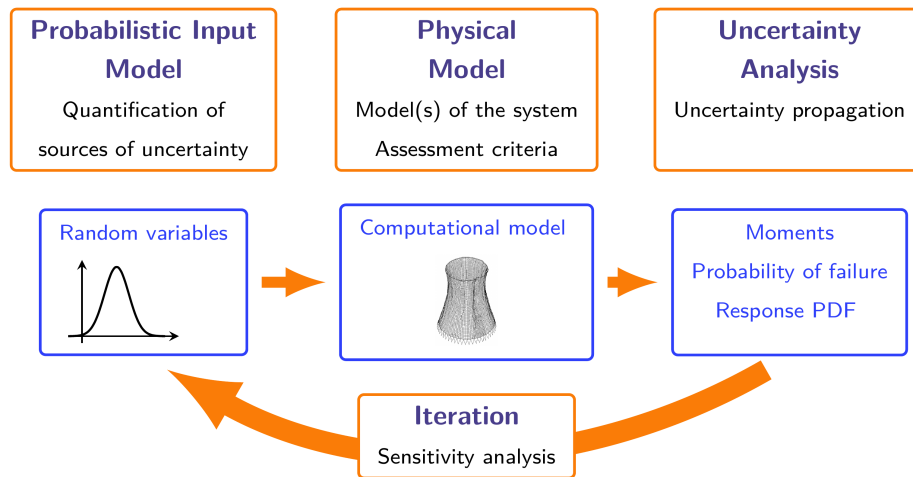 Probabilistic Input
Model
Quantification of
sources of uncertainty
Physical
Model
Model(s) of the system
Assessment criteria
Uncertainty
Analysis
Uncertainty propagation
Random variables
Computational model
Moments
Probability of failure
Response PDF
Iteration
Sensitivity analysis